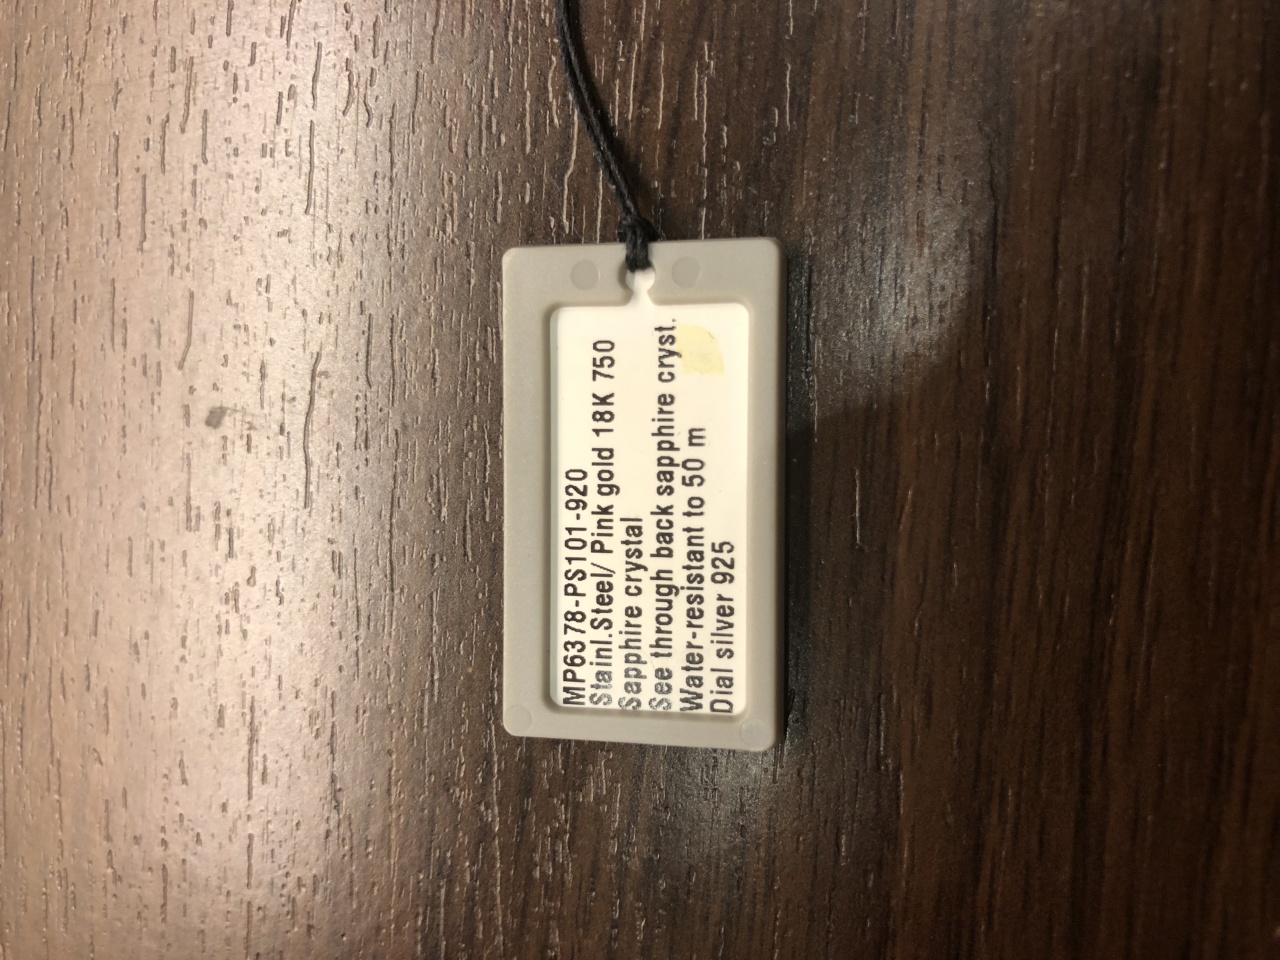 MP6378-PS101-920
Stainl.Steel/ Pink gold 18K 750
Sapphire crystal
See through back sapphire cryst.
Water-resistant to 50 m
Dial silver 925